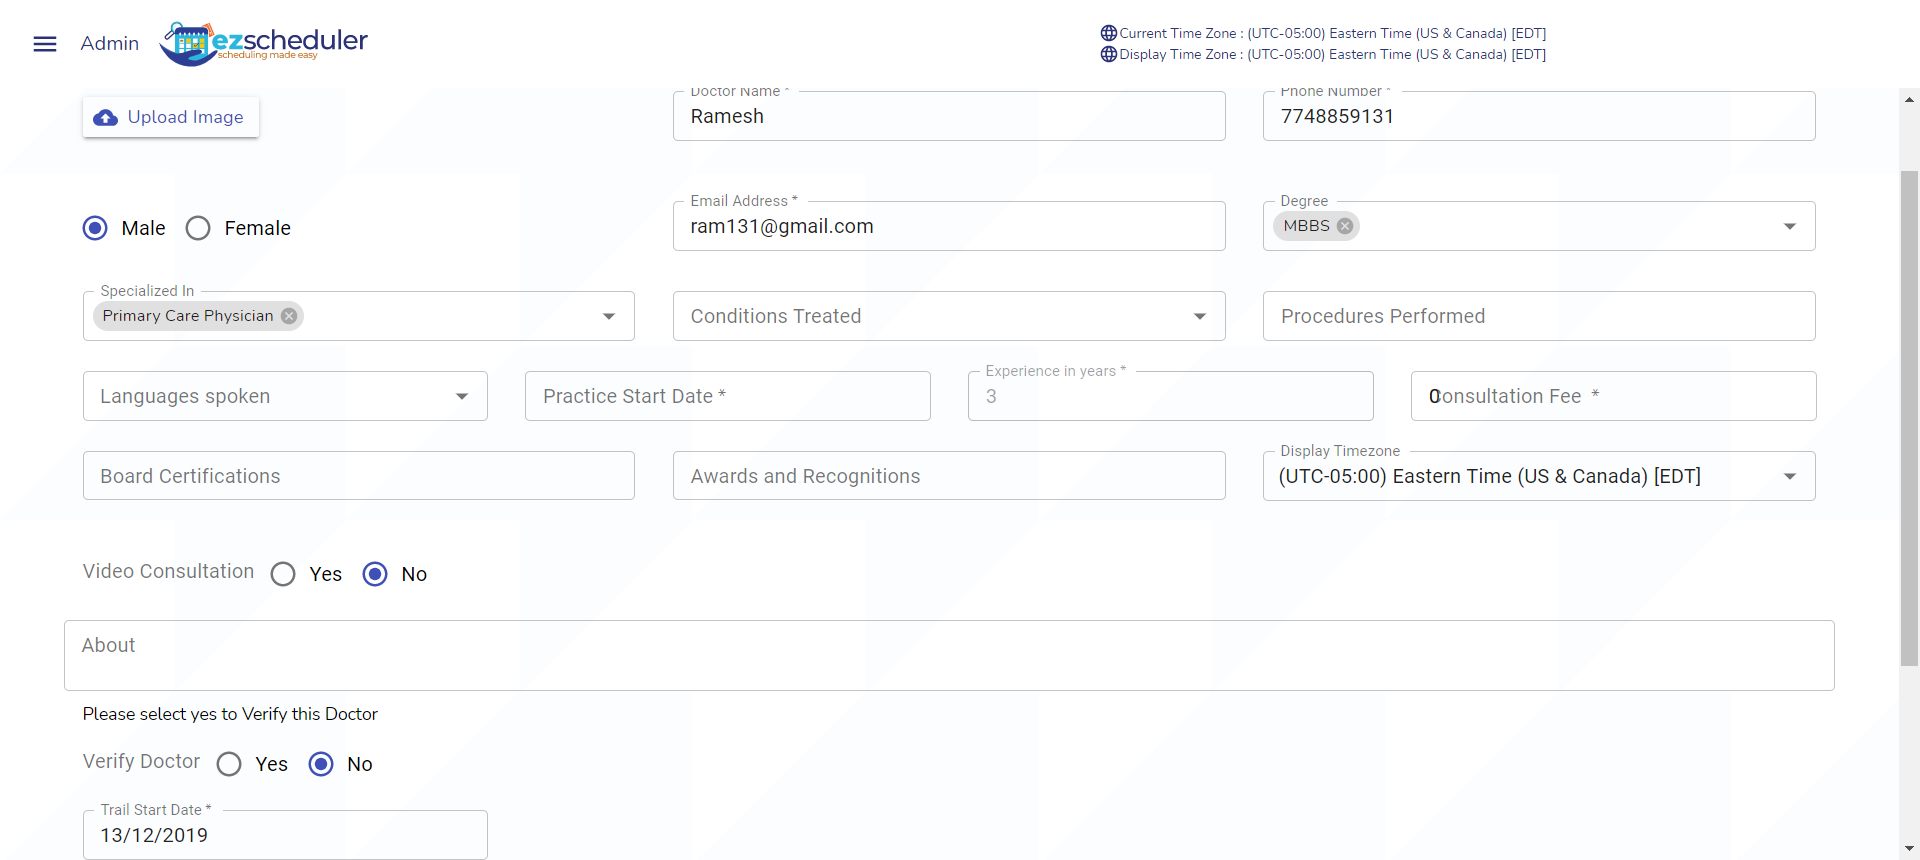 Admin
ezscheduler
scheduling made easy
Current Time Zone : (UTC-05:00) Eastern Time (US & Canada) [EDT]
Display Time Zone : (UTC-05:00) Eastern Time (US & Canada) [EDT]
Upload Image
Doctor Name *
Ramesh
Phone Number *
7748859131
Male
Female
Email Address *
ram131@gmail.com
Degree
MBBS
Specialized In
Primary Care Physician
Conditions Treated
Procedures Performed
Languages spoken
Practice Start Date *
Experience in years *
3
0
Consultation Fee *
Board Certifications
Awards and Recognitions
Display Timezone
(UTC-05:00) Eastern Time (US & Canada) [EDT]
Video Consultation
Yes
No
About
Please select yes to Verify this Doctor
Verify Doctor
Yes
No
Trail Start Date *
13/12/2019